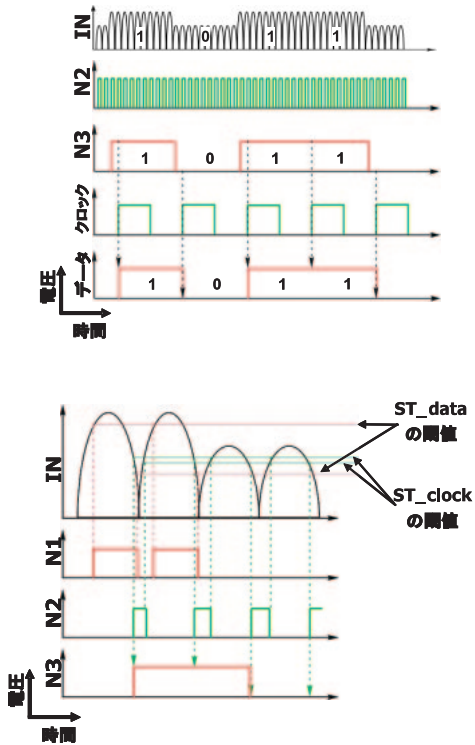 IN
1 0 1 1
N2
N3
1 0 1 1
クロック
データ
1 0 1 1
電圧
時間
IN
ST_data
の閾値
ST_clock
の閾値
N1
N2
N3
電圧
時間